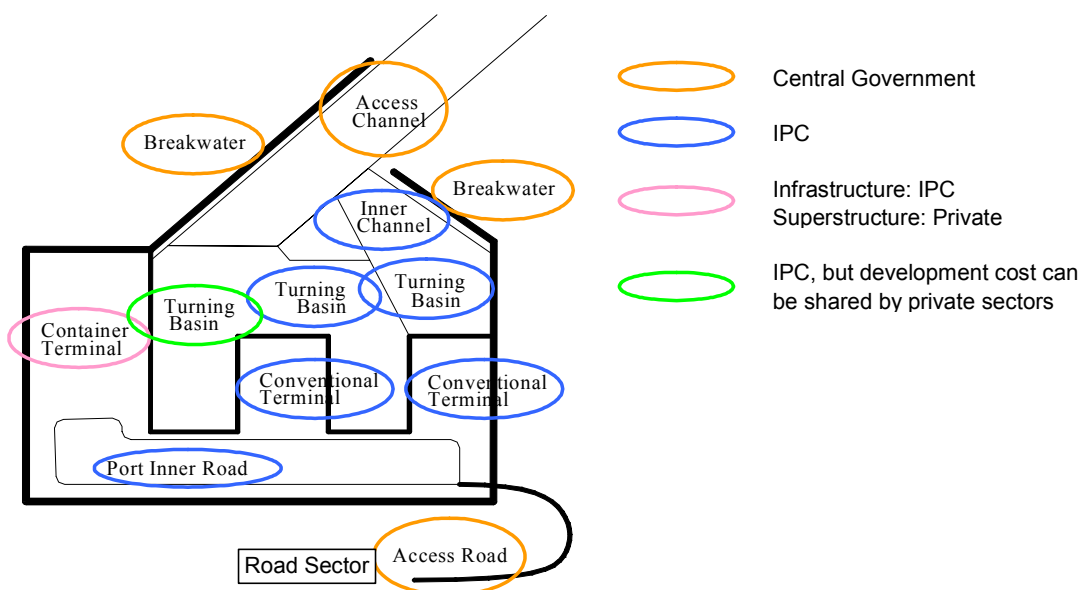 Access
Channel
Breakwater
Breakwater
Inner
Channel
Turning
Basin
Turning
Basin
Turning
Basin
Container
Terminal
Conventional
Terminal
Conventional
Terminal
Port Inner Road
Road Sector
Access Road
Central Government
IPC
Infrastructure: IPC
Superstructure: Private
IPC, but development cost can
be shared by private sectors